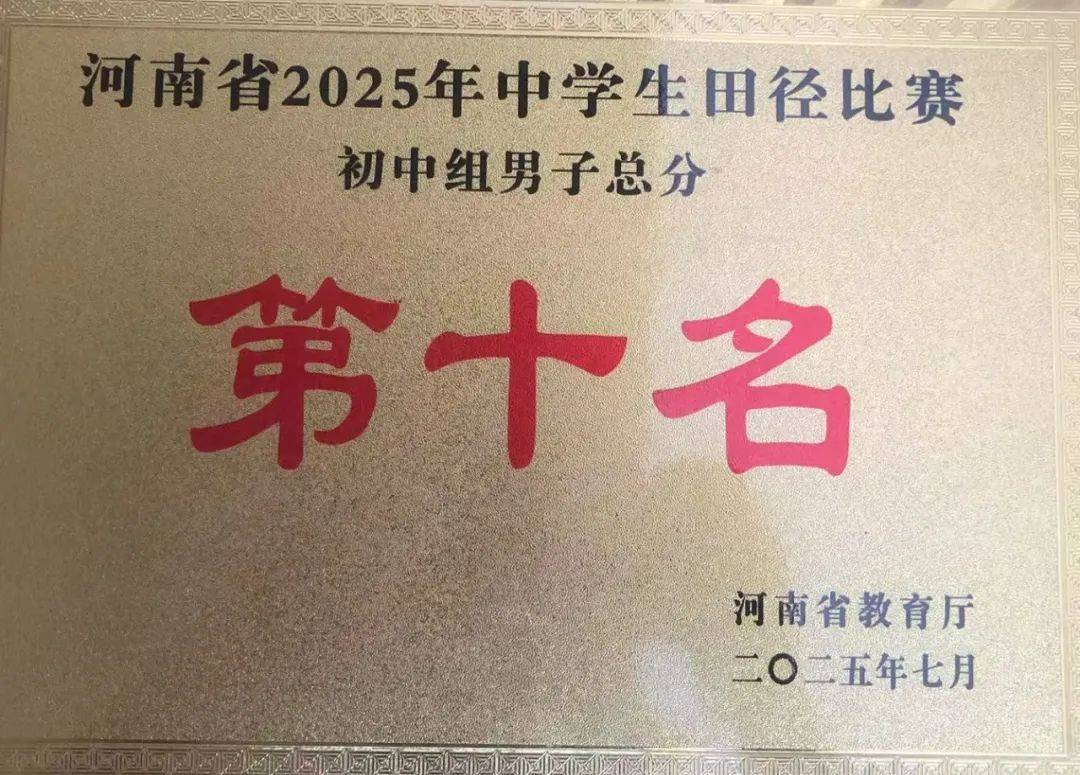 河南省2025年中学生田径比赛
初中组男子总分
第十名
河南省教育厅
二〇二五年七月